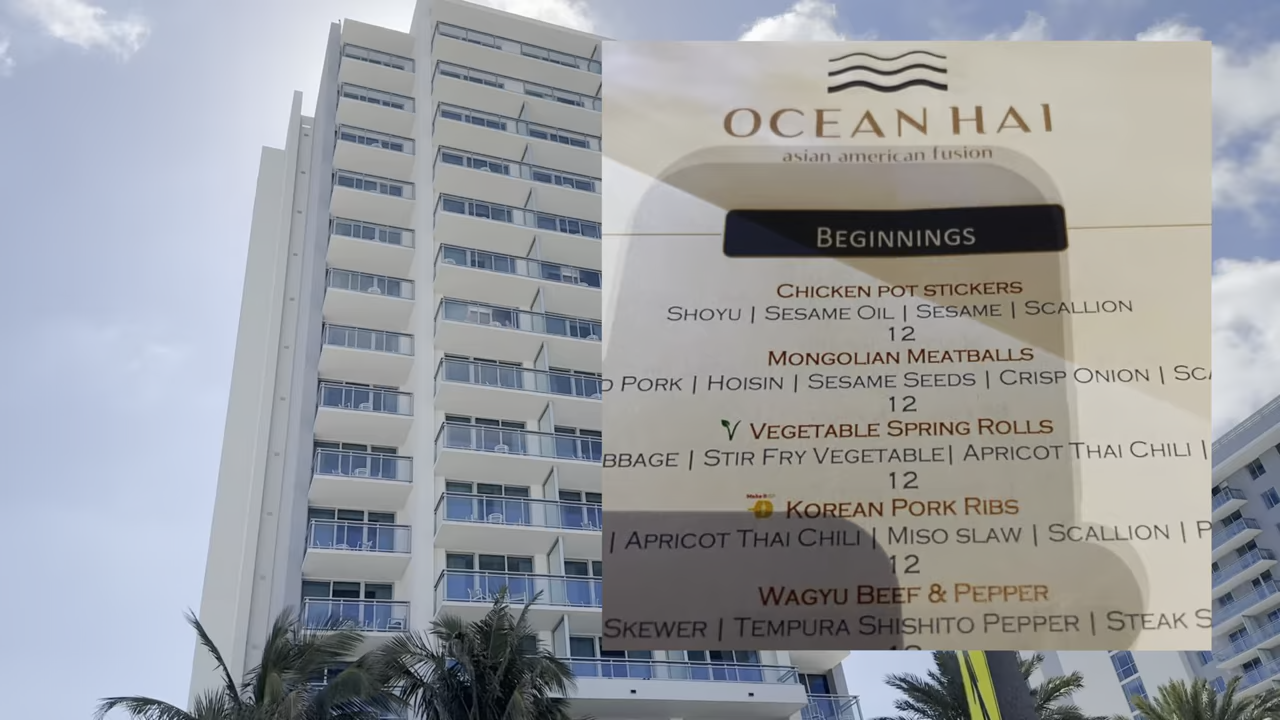 OCEAN HAI
asian american fusion
BEGINNINGS
CHICKEN POT STICKERS
SHOYU | SESAME OIL | SESAME | SCALLION
12
MONGOLIAN MEATBALLS
PORK | HOISIN | SESAME SEEDS | CRISP ONION |
12
VEGETABLE SPRING ROLLS
| STIR FRY VEGETABLE| APRICOT THAI CHILI |
12
KOREAN PORK RIBS
| APRICOT THAI CHILI | MISO SLAW | SCALLION |
12
WAGYU BEEF & PEPPER
SKEWER | TEMPURA SHISHITO PEPPER | STEAK